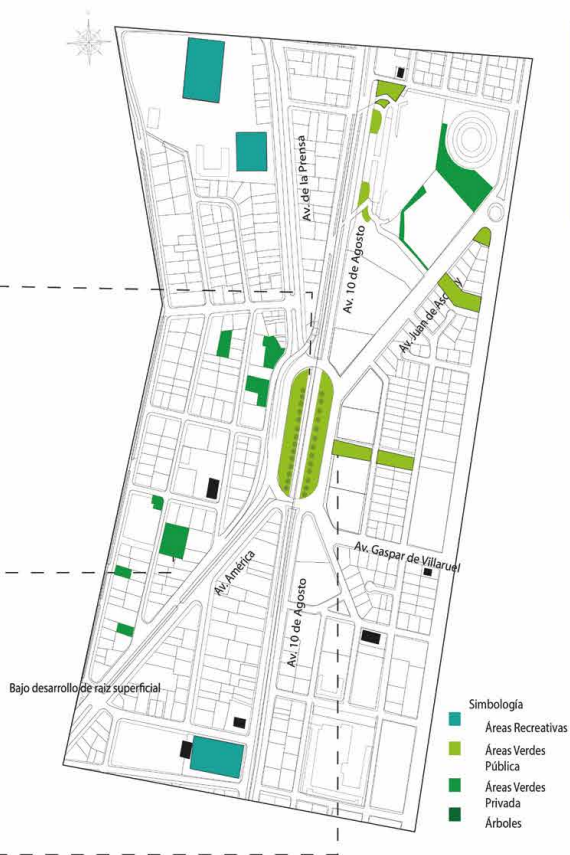 Av. de la Prensa
Av. 10 de Agosto
Av. Juan de Ascaray
Av. Gaspar de Villaruel
Av. América
Av. 10 de Agosto
Bajo desarrollo de raiz superficial
Simbología
Áreas Recreativas
Áreas Verdes
Pública
Áreas Verdes
Privada
Árboles